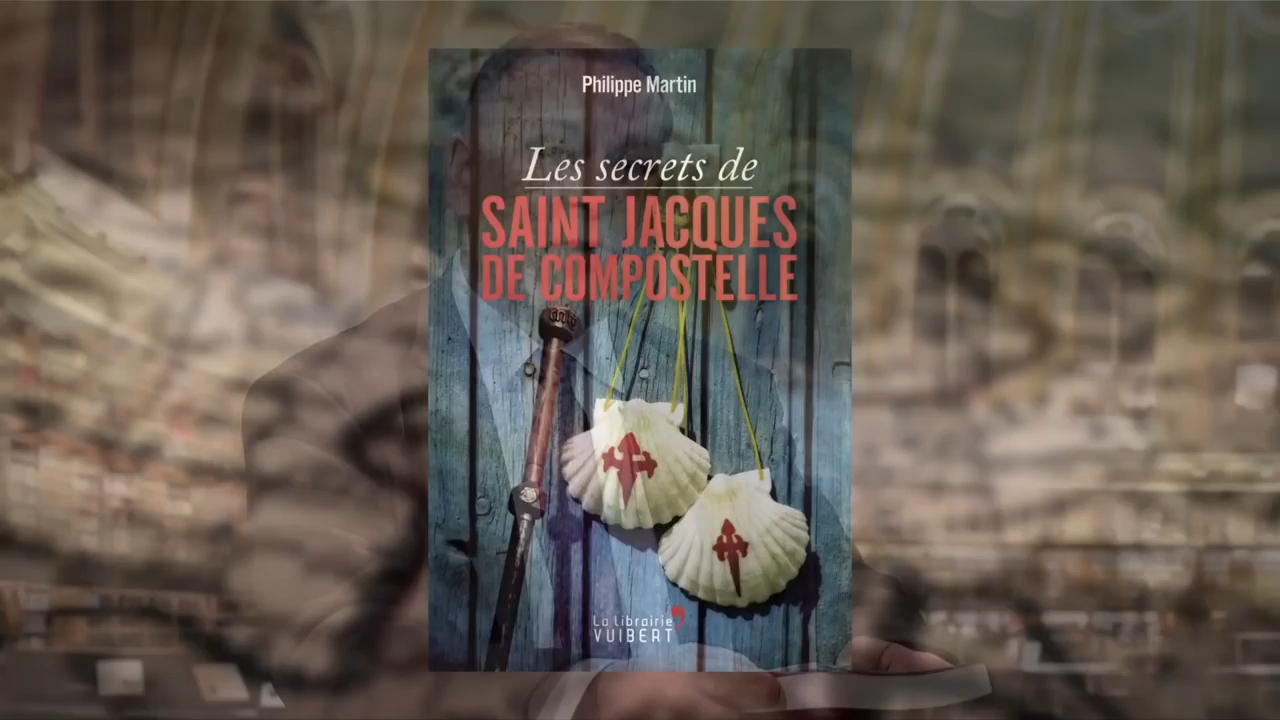 Philippe Martin
Les secrets de
SAINT JACQUES
DE COMPOSTELLE
La librairie
VUIBERT